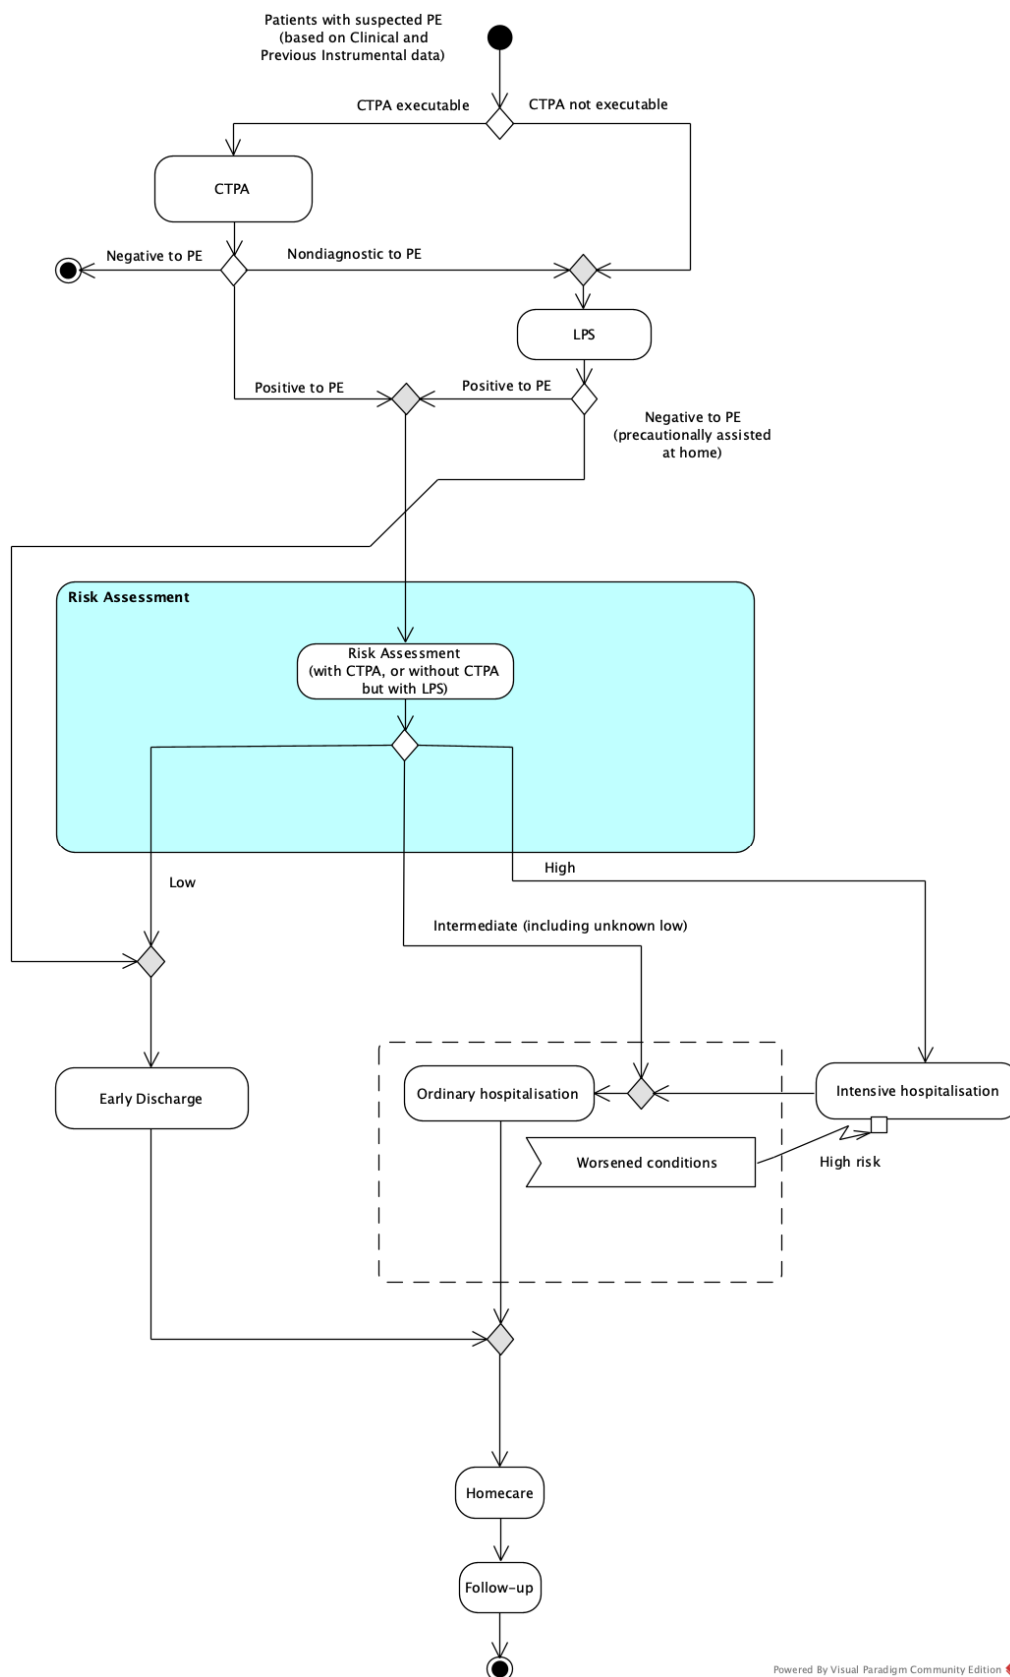 Patients with suspected PE
(based on Clinical and
Previous Instrumental data)
CTPA executable
CTPA not executable
CTPA
Negative to PE
Nondiagnostic to PE
LPS
Positive to PE
Positive to PE
Negative to PE
(precautionally assisted
at home)
Risk Assessment
Risk Assessment
(with CTPA, or without CTPA
but with LPS)
Low
High
Intermediate (including unknown low)
Early Discharge
Ordinary hospitalisation
Intensive hospitalisation
Worsened conditions
High risk
Homecare
Follow-up
Powered By Visual Paradigm Community Edition